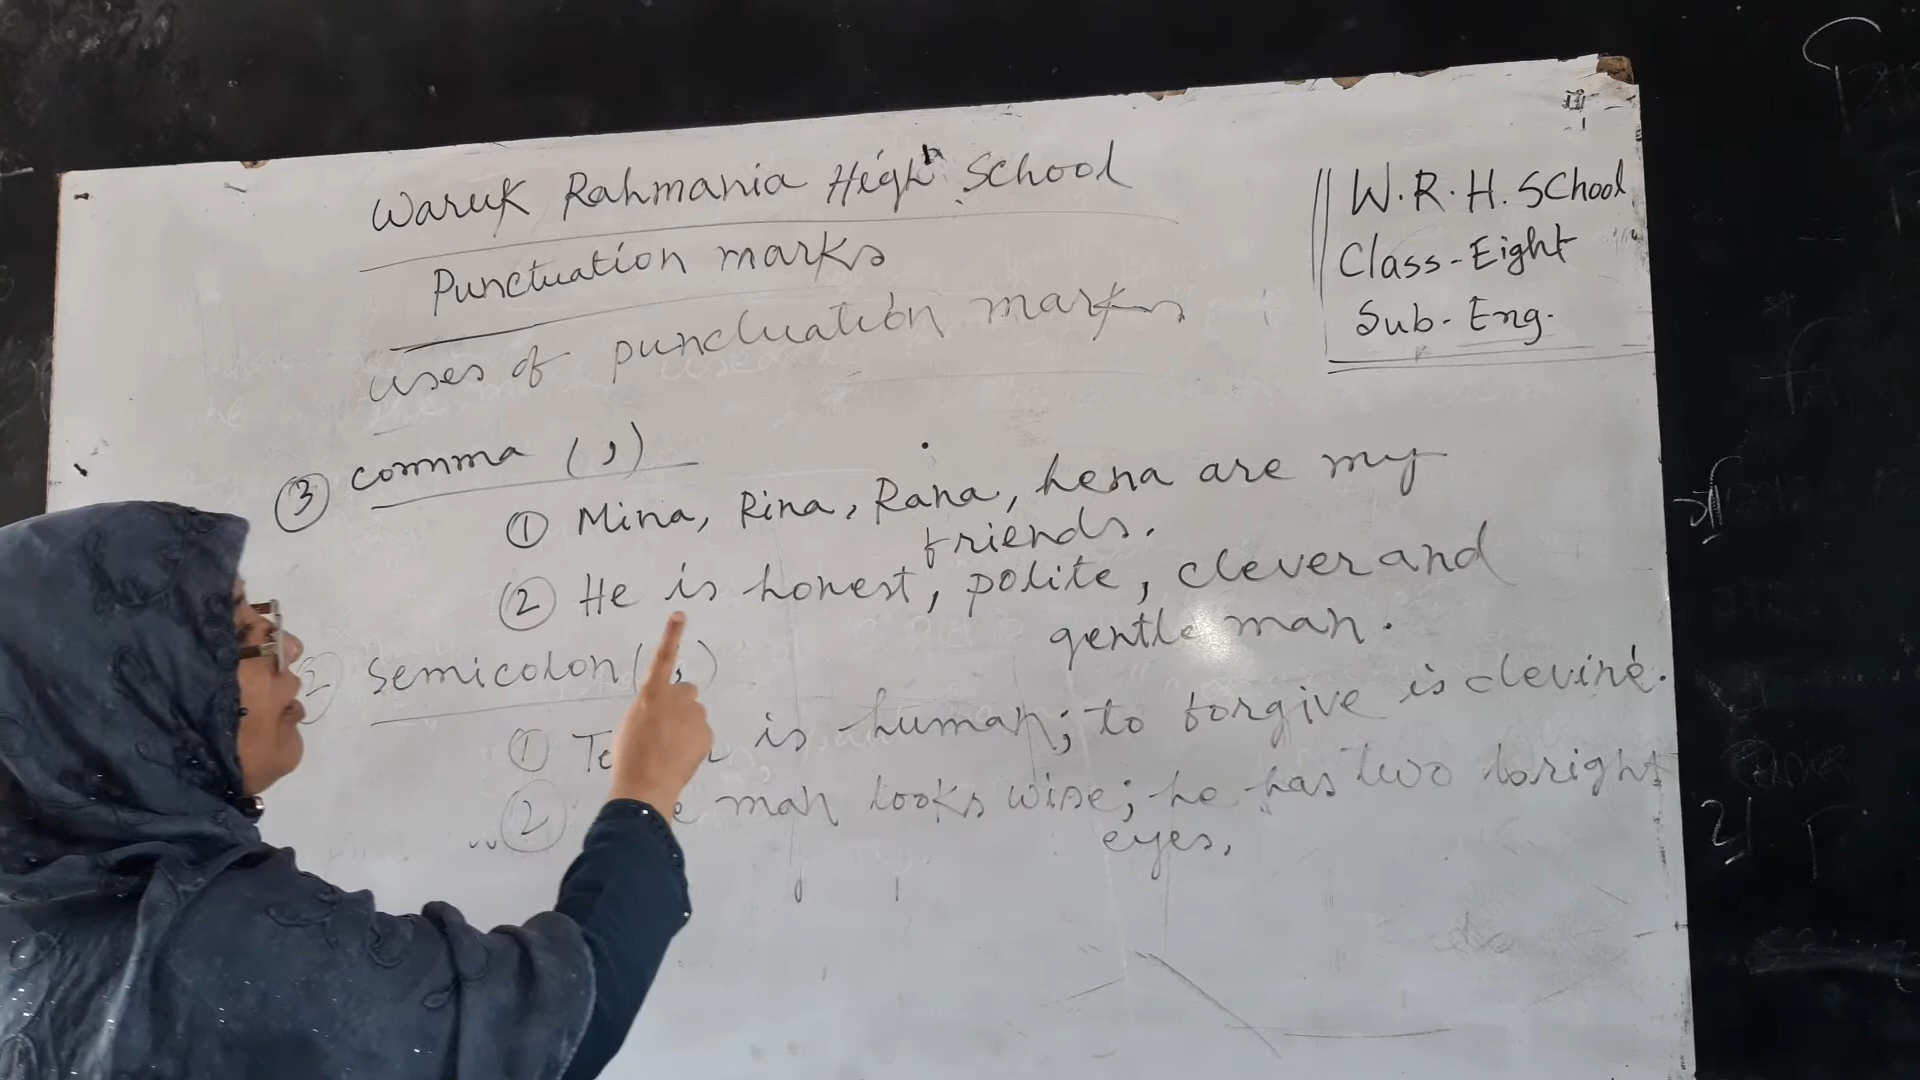 Waruk Rahmania High School
Punctuation marks
uses of punctuation marks :
W.R.H. SChool
Class-Eight
Sub-Eng.
③ comma (,)
① Mina, Rina, Rana, hena are my
friends.
② He is honest, polite, clever and
gentle man.
Semicolon (;)
① is human; to forgive is devine.
② man looks wise; he has two bright
eyes.